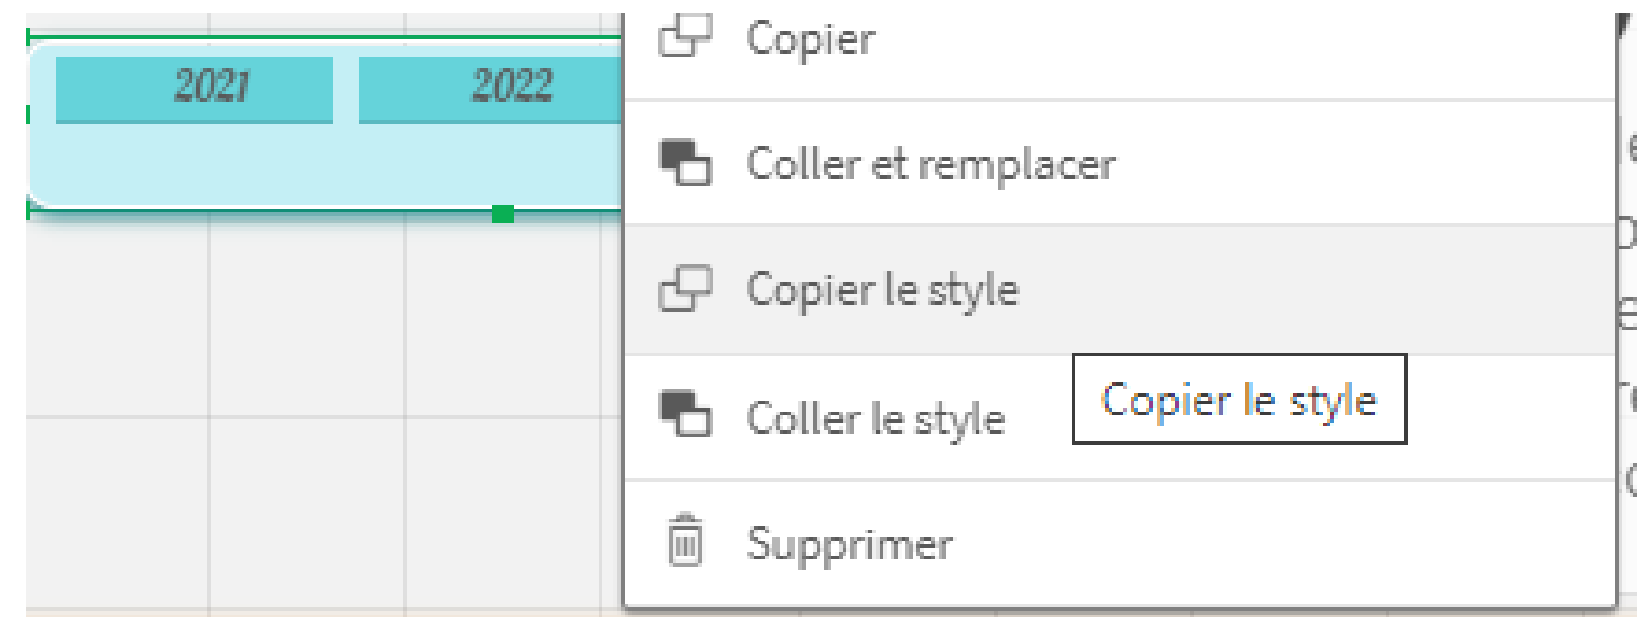 Copier
2021 2022
Coller et remplacer
Copier le style
Copier le style
Coller le style
Supprimer